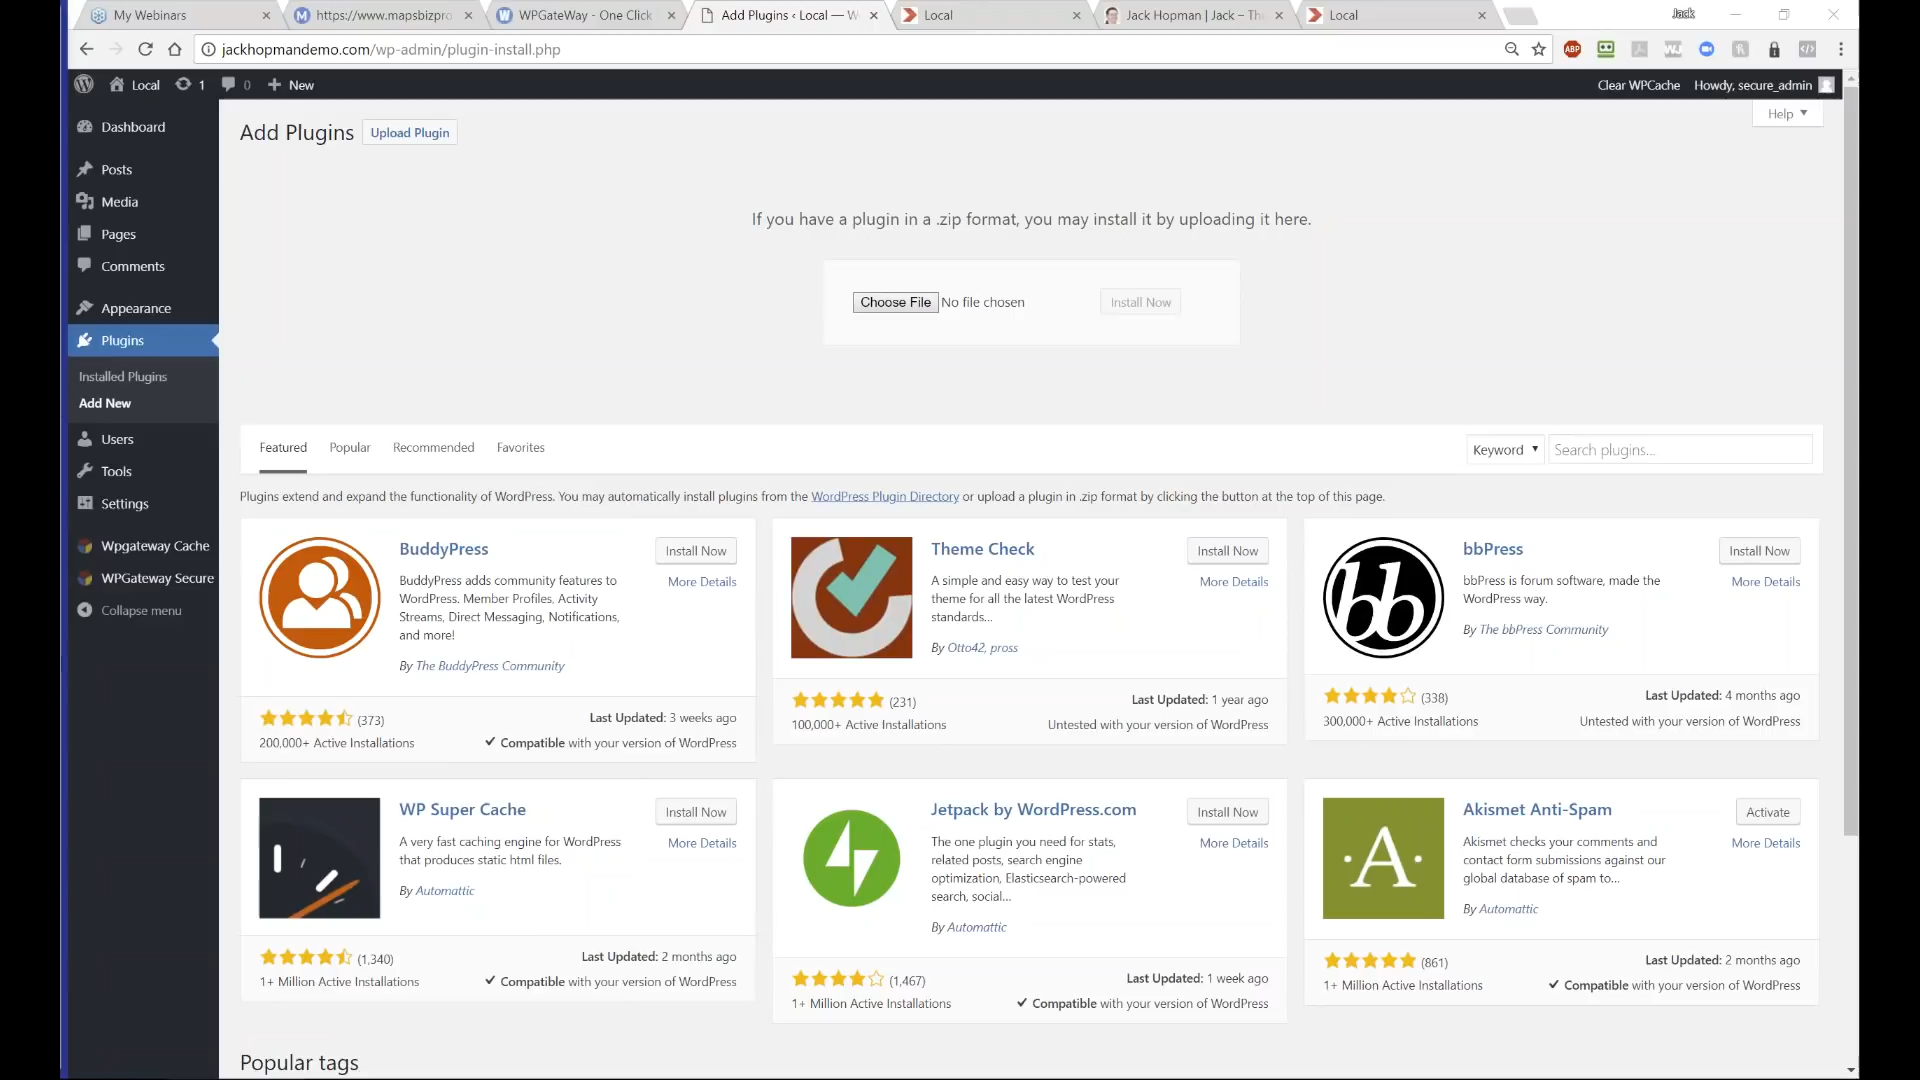 My Webinars
https://www.mapsbizpro
WPGateWay - One Click
Add Plugins ‹ Local — W
Local
Jack Hopman | Jack – The
Local
Jack
jackhopmandemo.com/wp-admin/plugin-install.php
ABP
Local
1
0
New
Clear WPCache
Howdy, secure_admin
Dashboard
Posts
Media
Pages
Comments
Appearance
Plugins
Installed Plugins
Add New
Users
Tools
Settings
Wpgateway Cache
WPGateway Secure
Collapse menu
Help
Add Plugins
Upload Plugin
If you have a plugin in a .zip format, you may install it by uploading it here.
Choose File No file chosen
Install Now
Featured
Popular
Recommended
Favorites
Keyword
Search plugins...
Plugins extend and expand the functionality of WordPress. You may automatically install plugins from the WordPress Plugin Directory or upload a plugin in .zip format by clicking the button at the top of this page.
BuddyPress
Install Now
More Details
BuddyPress adds community features to
WordPress. Member Profiles, Activity
Streams, Direct Messaging, Notifications,
and more!
By The BuddyPress Community
(373)
Last Updated: 3 weeks ago
200,000+ Active Installations
Compatible with your version of WordPress
Theme Check
Install Now
More Details
A simple and easy way to test your
theme for all the latest WordPress
standards...
By Otto42, pross
(231)
Last Updated: 1 year ago
100,000+ Active Installations
Untested with your version of WordPress
bb
bbPress
Install Now
More Details
bbPress is forum software, made the
WordPress way.
By The bbPress Community
(338)
Last Updated: 4 months ago
300,000+ Active Installations
Untested with your version of WordPress
WP Super Cache
Install Now
More Details
A very fast caching engine for WordPress
that produces static html files.
By Automattic
(1,340)
Last Updated: 2 months ago
1+ Million Active Installations
Compatible with your version of WordPress
Jetpack by WordPress.com
Install Now
More Details
The one plugin you need for stats,
related posts, search engine
optimization, Elasticsearch-powered
search, social...
By Automattic
(1,467)
Last Updated: 1 week ago
1+ Million Active Installations
Compatible with your version of WordPress
·A·
Akismet Anti-Spam
Activate
More Details
Akismet checks your comments and
contact form submissions against our
global database of spam to...
By Automattic
(861)
Last Updated: 2 months ago
1+ Million Active Installations
Compatible with your version of WordPress
Popular tags